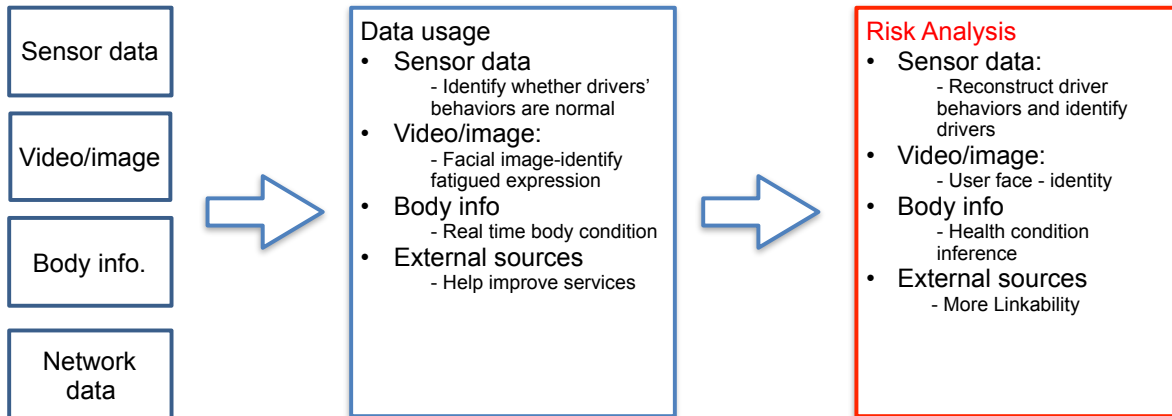 Sensor data
Video/image
Body info.
Network
data
Data usage
• Sensor data
- Identify whether drivers’
behaviors are normal
• Video/image:
- Facial image-identify
fatigued expression
• Body info
- Real time body condition
• External sources
- Help improve services
Risk Analysis
• Sensor data:
- Reconstruct driver
behaviors and identify
drivers
• Video/image:
- User face - identity
• Body info
- Health condition
inference
• External sources
- More Linkability